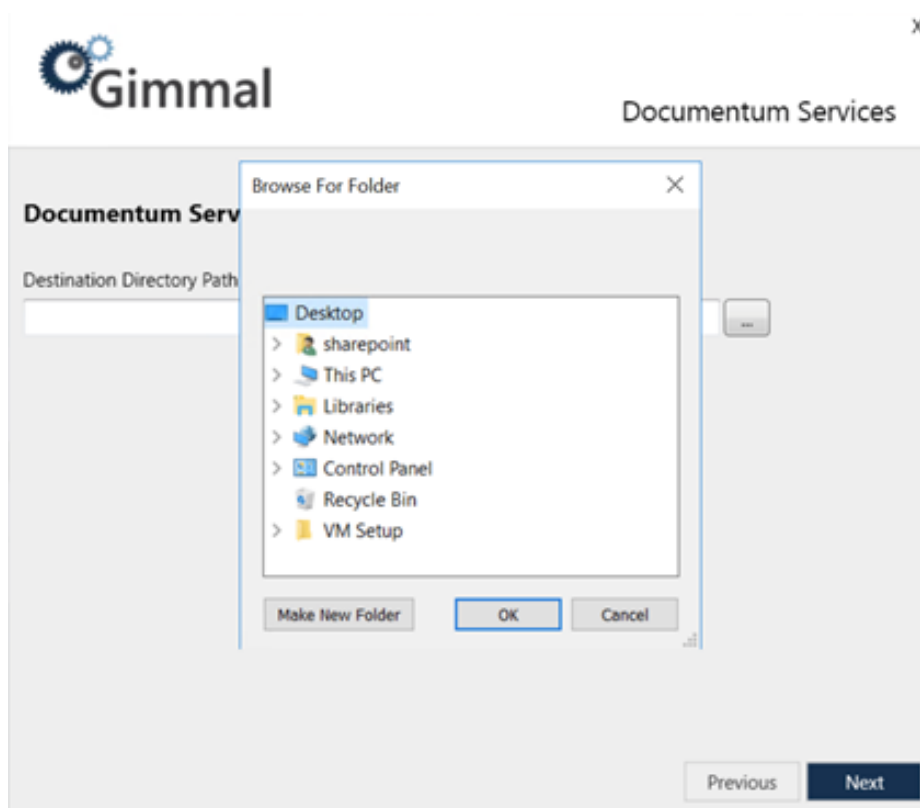 X
Gimmal
Documentum Services
Browse For Folder
Documentum Serv
Destination Directory Path
...
Desktop
sharepoint
This PC
Libraries
Network
Control Panel
Recycle Bin
VM Setup
Make New Folder
OK
Cancel
Previous
Next